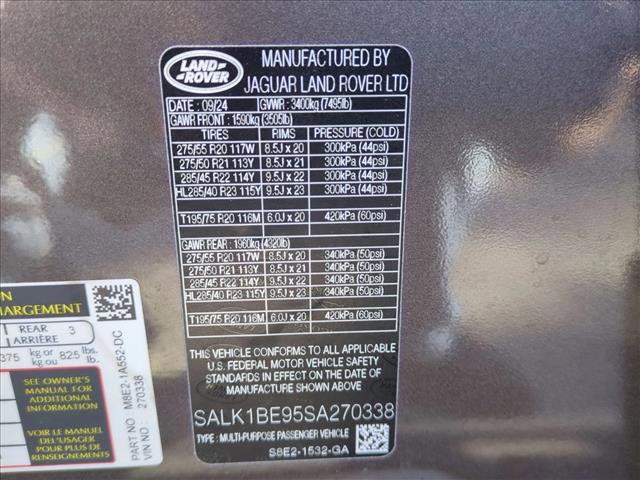 LAND-
ROVER
MANUFACTURED BY
JAGUAR LAND ROVER LTD
DATE : 09/24 GVWR : 3400kg (7495lb)
GAWR FRONT : 1590kg (3505lb)
TIRES RIMS PRESSURE (COLD)
275/55 R20 117W 8.5J x 20 300kPa (44psi)
275/50 R21 113Y 8.5J x 21 300kPa (44psi)
285/45 R22 114Y 9.5J x 22 300kPa (44psi)
HL285/40 R23 115Y 9.5J x 23 300kPa (44psi)
T195/75 R20 116M 6.0J x 20 420kPa (60psi)
GAWR REAR : 1960kg (4320lb)
275/55 R20 117W 8.5J x 20 340kPa (50psi)
275/50 R21 113Y 8.5J x 21 340kPa (50psi)
285/45 R22 114Y 9.5J x 22 340kPa (50psi)
HL285/40 R23 115Y 9.5J x 23 340kPa (50psi)
T195/75 R20 116M 6.0J x 20 420kPa (60psi)
THIS VEHICLE CONFORMS TO ALL APPLICABLE
U.S. FEDERAL MOTOR VEHICLE SAFETY
STANDARDS IN EFFECT ON THE DATE OF
MANUFACTURE SHOWN ABOVE
SALK1BE95SA270338
TYPE : MULTI-PURPOSE PASSENGER VEHICLE
S8E2-1532-GA
ON
HARGEMENT
REAR 3
ARRIÈRE
375 kg or 825 lbs.
kg ou lb.
SEE OWNER'S
MANUAL FOR
ADDITIONAL
INFORMATION
VOIR LE MANUEL
DE L'USAGER
POUR PLUS DE
RENSEIGNEMENTS
PART NO M8E2-1A552-DC
VIN NO : 270338